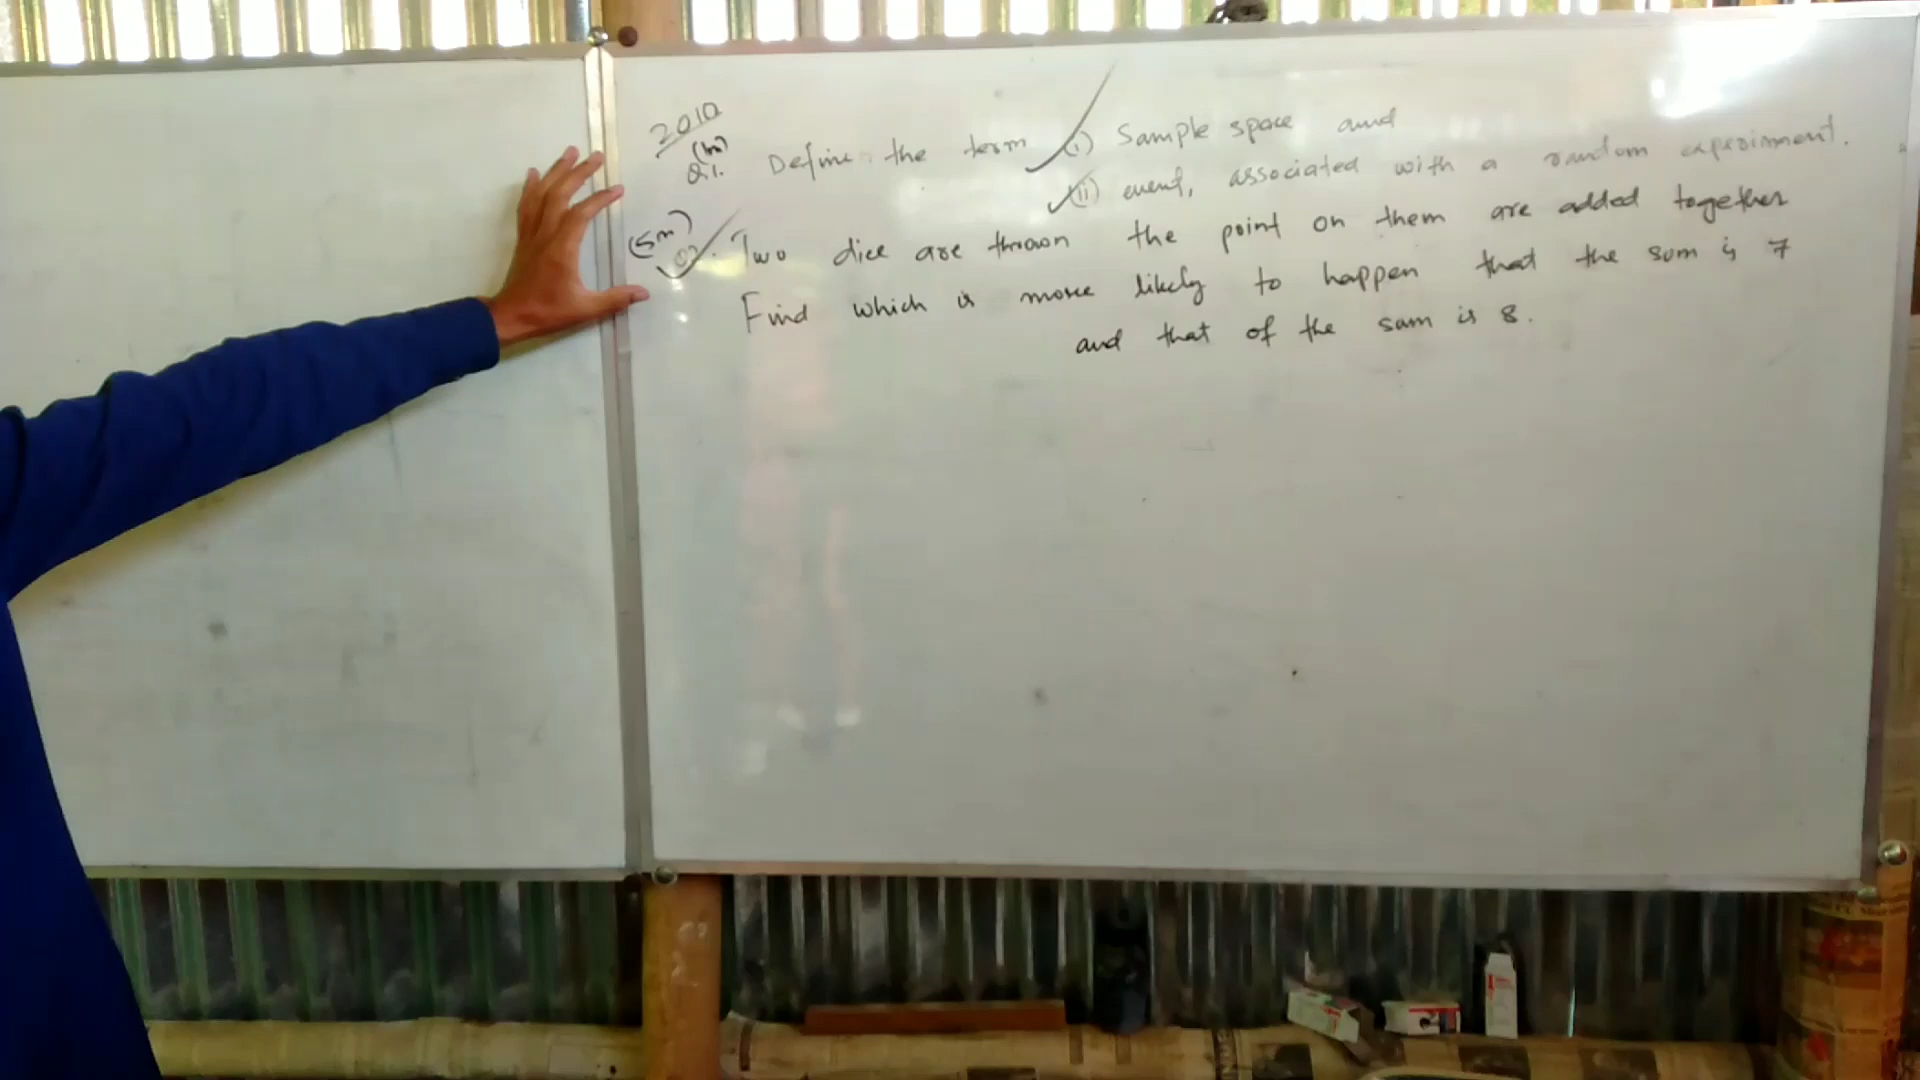 2010
(1m)
Q1. Define the term (i) Sample space and
(ii) event, associated with a random experiment.
(5m)
Two dice are thrown the point on them are added together
Find which is more likely to happen that the sum is 7
and that of the sum is 8.